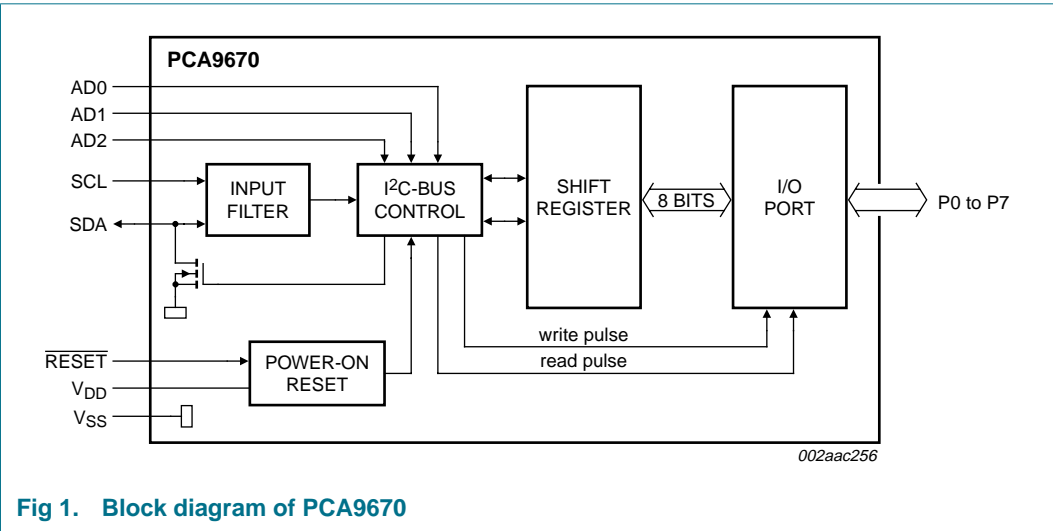 PCA9670
AD0
AD1
AD2
SCL
SDA
INPUT
FILTER
I²C-BUS
CONTROL
SHIFT
REGISTER
8 BITS
I/O
PORT
P0 to P7
write pulse
read pulse
RESET
VDD
VSS
POWER-ON
RESET
002aac256
Fig 1. Block diagram of PCA9670